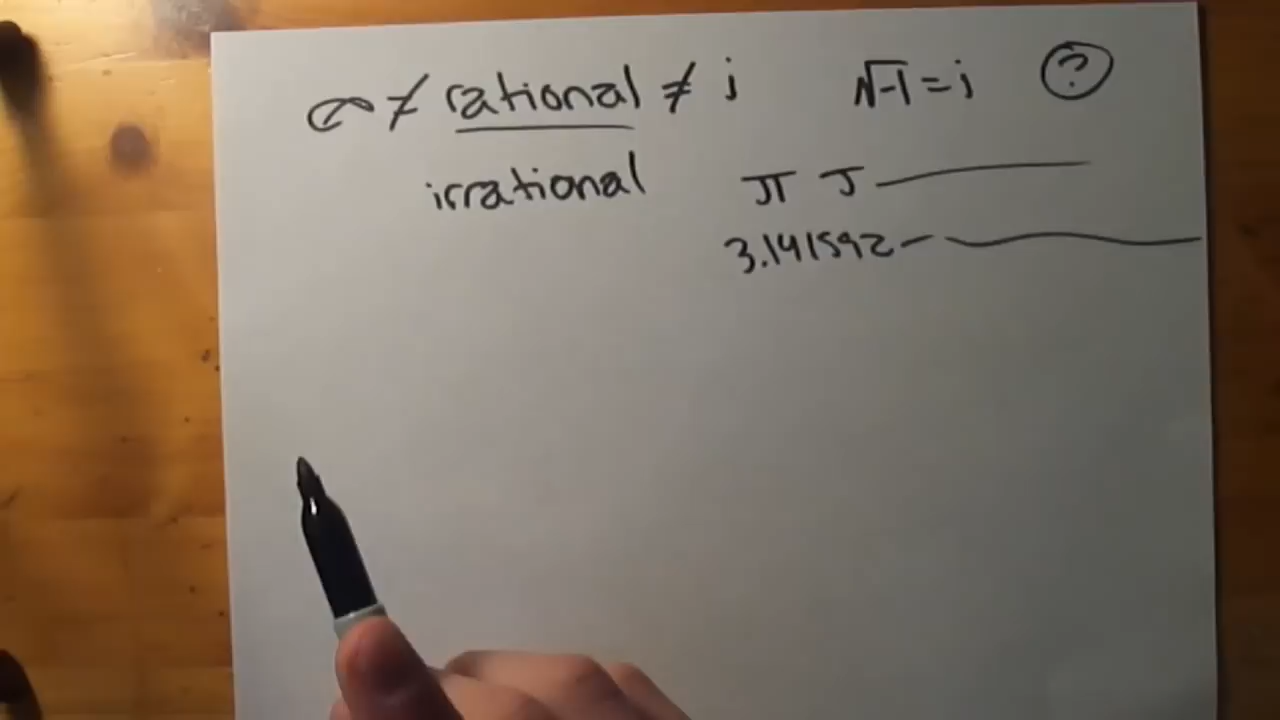 ∞ ≠ rational ≠ i √-1 = i ?
irrational π
3.141592